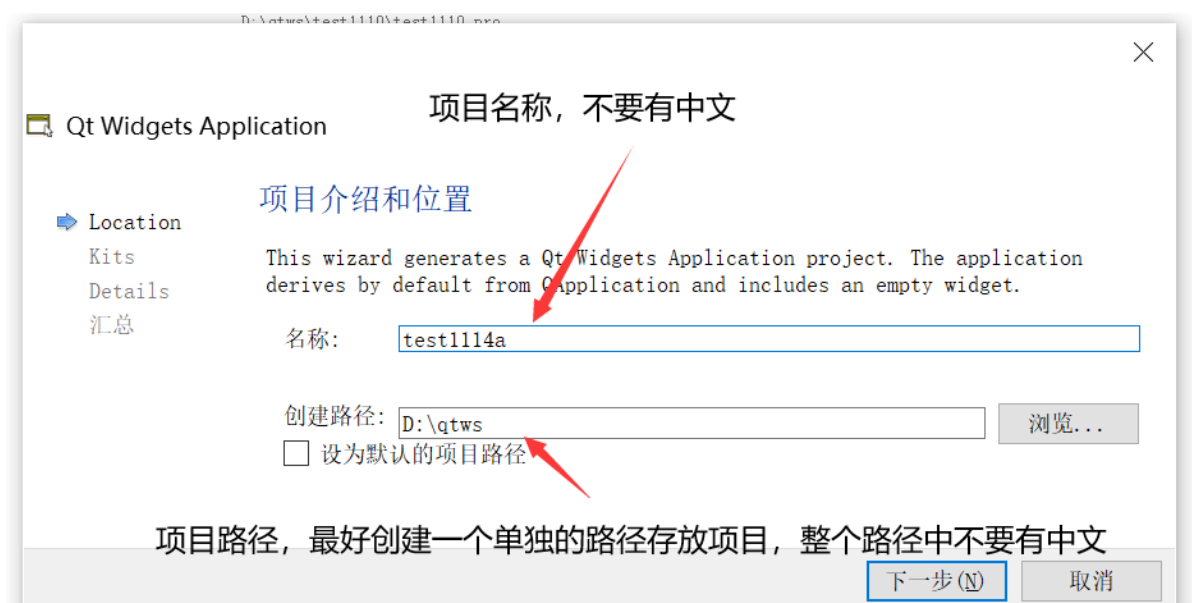 D:\qtws\test1110\test1110.pro
项目名称，不要有中文
Qt Widgets Application
项目介绍和位置
Location
Kits
Details
汇总
This wizard generates a Qt Widgets Application project. The application
derives by default from QApplication and includes an empty widget.
名称:
test1114a
创建路径:
D:\qtws
浏览...
设为默认的项目路径
项目路径，最好创建一个单独的路径存放项目，整个路径中不要有中文
下一步(N)
取消